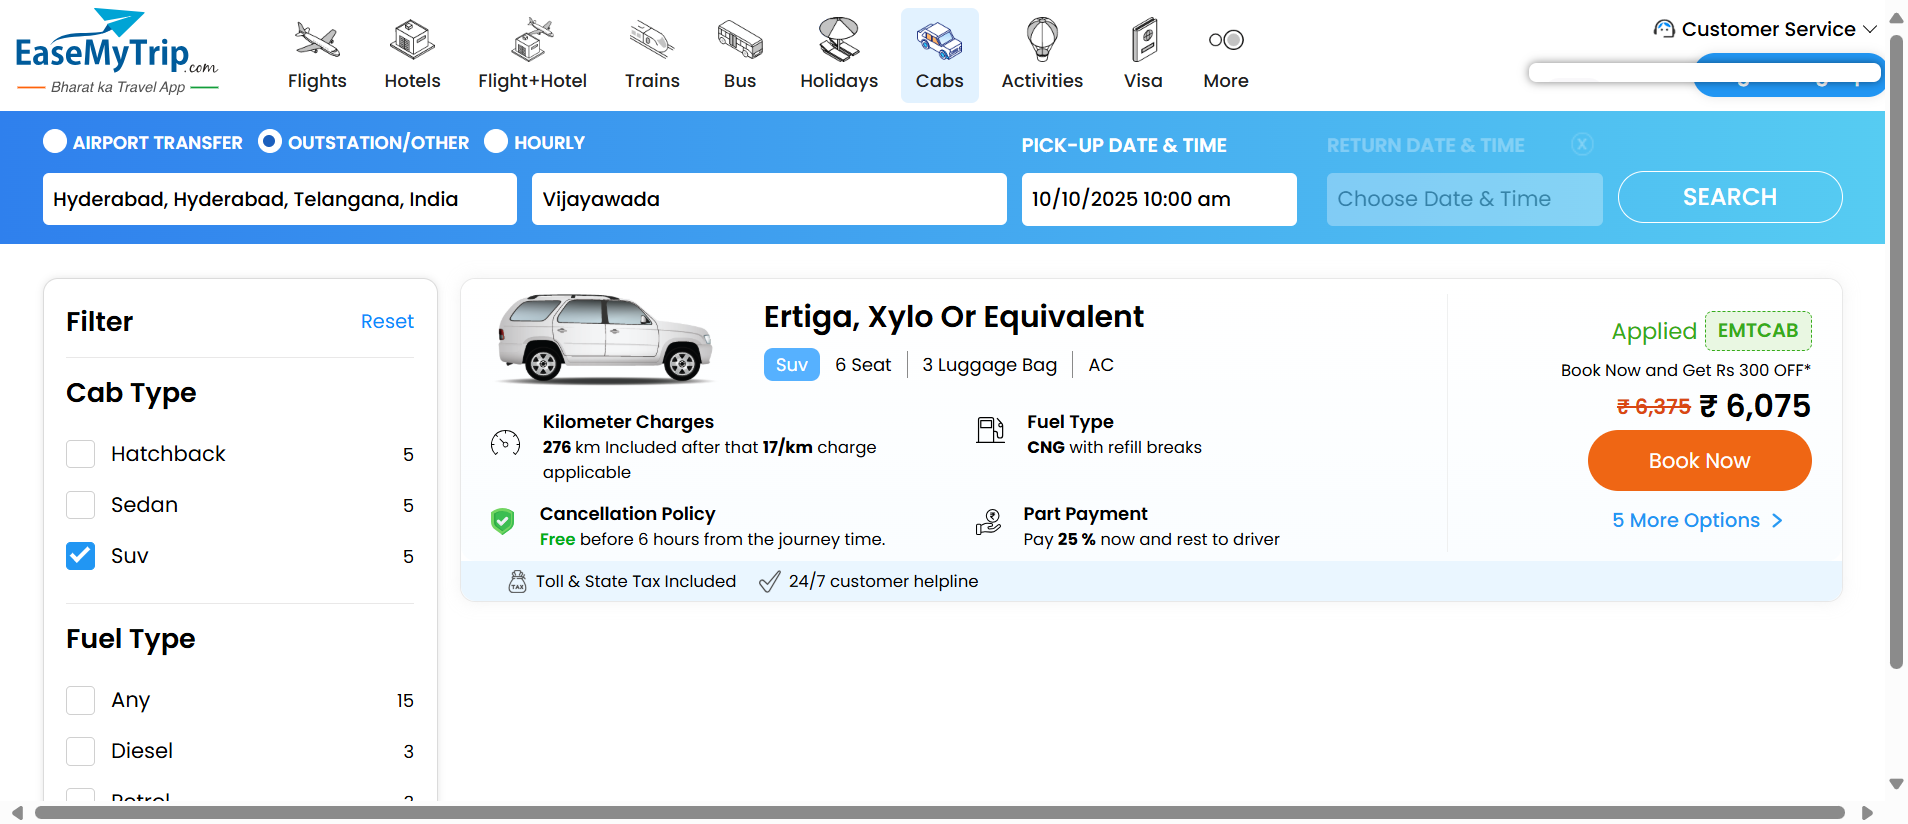 EaseMyTrip.com
Bharat ka Travel App
Flights
Hotels
Flight+Hotel
Trains
Bus
Holidays
Cabs
Activities
Visa
More
Customer Service
AIRPORT TRANSFER
OUTSTATION/OTHER
HOURLY
PICK-UP DATE & TIME
RETURN DATE & TIME
X
Hyderabad, Hyderabad, Telangana, India
Vijayawada
10/10/2025 10:00 am
Choose Date & Time
SEARCH
Filter
Reset
Cab Type
Hatchback 5
Sedan 5
Suv 5
Fuel Type
Any 15
Diesel 3
Petrol
Ertiga, Xylo Or Equivalent
Suv
6 Seat
3 Luggage Bag
AC
Kilometer Charges
276 km Included after that 17/km charge
applicable
Fuel Type
CNG with refill breaks
Cancellation Policy
Free before 6 hours from the journey time.
Part Payment
Pay 25 % now and rest to driver
TAX
Toll & State Tax Included
24/7 customer helpline
Applied EMTCAB
Book Now and Get Rs 300 OFF*
₹ 6,375 ₹ 6,075
Book Now
5 More Options